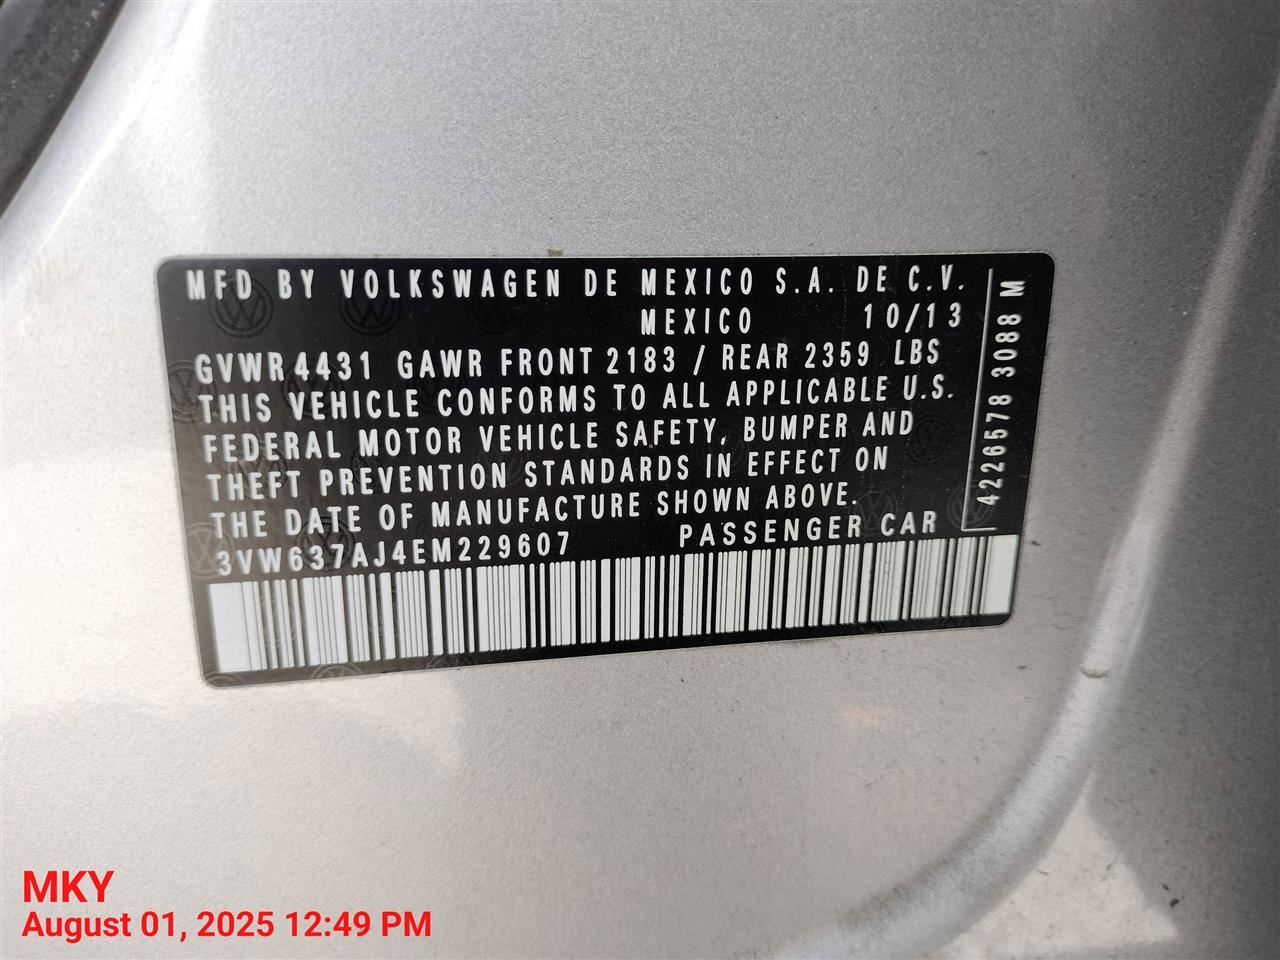 MFD BY VOLKSWAGEN DE MEXICO S.A. DE C.V.
MEXICO 10/13
GVWR4431 GAWR FRONT 2183 / REAR 2359 LBS
THIS VEHICLE CONFORMS TO ALL APPLICABLE U.S.
FEDERAL MOTOR VEHICLE SAFETY, BUMPER AND
THEFT PREVENTION STANDARDS IN EFFECT ON
THE DATE OF MANUFACTURE SHOWN ABOVE.
3VW637AJ4EM229607 PASSENGER CAR
4226578 3088 M
MKY
August 01, 2025 12:49 PM